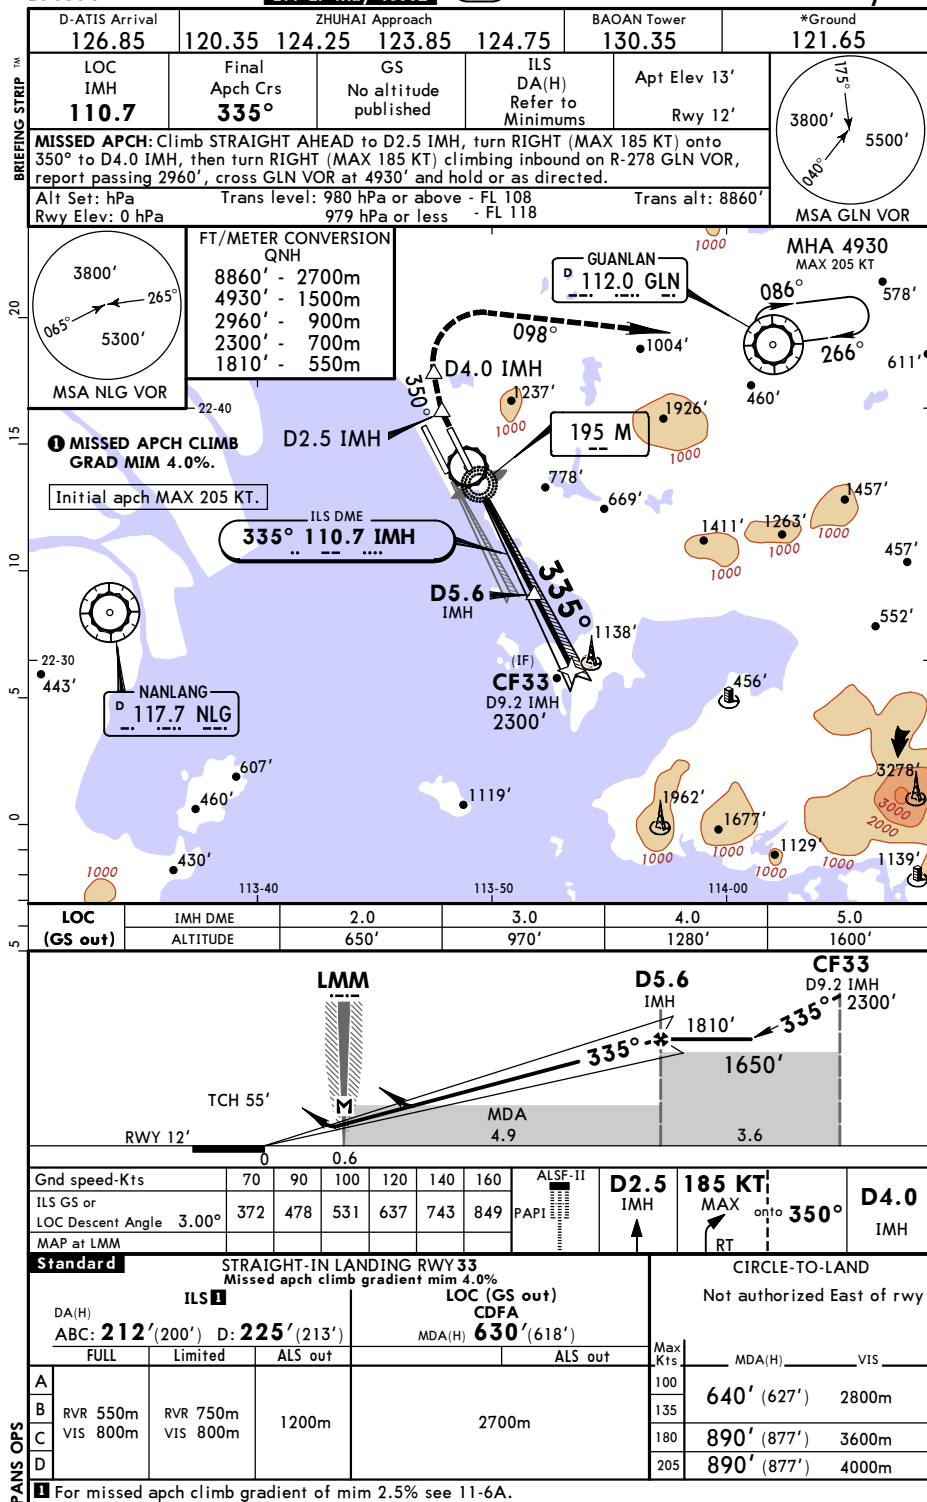 D-ATIS Arrival
126.85
ZHUHAI Approach
120.35 124.25 123.85 124.75
BAOAN Tower
130.35
*Ground
121.65
BRIEFING STRIP ™
LOC
IMH
110.7
Final
Apch Crs
335°
GS
No altitude
published
ILS
DA(H)
Refer to
Minimums
Apt Elev 13'
Rwy 12'
MISSED APCH: Climb STRAIGHT AHEAD to D2.5 IMH, turn RIGHT (MAX 185 KT) onto
350° to D4.0 IMH, then turn RIGHT (MAX 185 KT) climbing inbound on R-278 GLN VOR,
report passing 2960', cross GLN VOR at 4930' and hold or as directed.
Alt Set: hPa
Trans level: 980 hPa or above - FL 108
Trans alt: 8860'
Rwy Elev: 0 hPa
979 hPa or less - FL 118
175°
3800'
5500'
040°
MSA GLN VOR
3800'
265°
065°
5300'
MSA NLG VOR
FT/METER CONVERSION
QNH
8860' - 2700m
4930' - 1500m
2960' - 900m
2300' - 700m
1810' - 550m
1000
MHA 4930
MAX 205 KT
GUANLAN
D 112.0 GLN
578'
086°
266°
098°
1004'
611'
20
D4.0 IMH
350°
1237'
1000
460'
1926'
1000
22-40
D2.5 IMH
195 M
15
1 MISSED APCH CLIMB
GRAD MIM 4.0%.
Initial apch MAX 205 KT.
778'
669'
1457'
1000
1411'
1000
1263'
1000
ILS DME
335° 110.7 IMH
10
457'
335°
D5.6
IMH
552'
1138'
22-30
443'
(IF)
CF33
D9.2 IMH
2300'
456'
5
NANLANG
D 117.7 NLG
607'
460'
1119'
3278'
3000
2000
1962'
1000
1677'
1000
1129'
1000
1000
1139'
0
430'
1000
113-40
113-50
114-00
5
LOC
(GS out)
IMH DME
2.0
3.0
4.0
5.0
ALTITUDE
650'
970'
1280'
1600'
LMM
D5.6
IMH
CF33
D9.2 IMH
2300'
335°
1810'
335°
1650'
M
TCH 55'
MDA
RWY 12'
4.9
3.6
0
0.6
Gnd speed-Kts 70 90 100 120 140 160
ILS GS or
LOC Descent Angle 3.00° 372 478 531 637 743 849
MAP at LMM
ALSF-II
PAPI
D2.5
IMH
185 KT
MAX
RT
onto 350°
D4.0
IMH
Standard
STRAIGHT-IN LANDING RWY 33
Missed apch climb gradient mim 4.0%
CIRCLE-TO-LAND
ILS 1
LOC (GS out)
CDFA
Not authorized East of rwy
DA(H)
ABC: 212' (200') D: 225' (213')
MDA(H) 630' (618')
FULL
Limited
ALS out
ALS out
Max
Kts
MDA(H)
VIS
A
B
C
D
RVR 550m
VIS 800m
RVR 750m
VIS 800m
1200m
2700m
100
135
640' (627') 2800m
180 890' (877') 3600m
205 890' (877') 4000m
PANS OPS
1 For missed apch climb gradient of mim 2.5% see 11-6A.